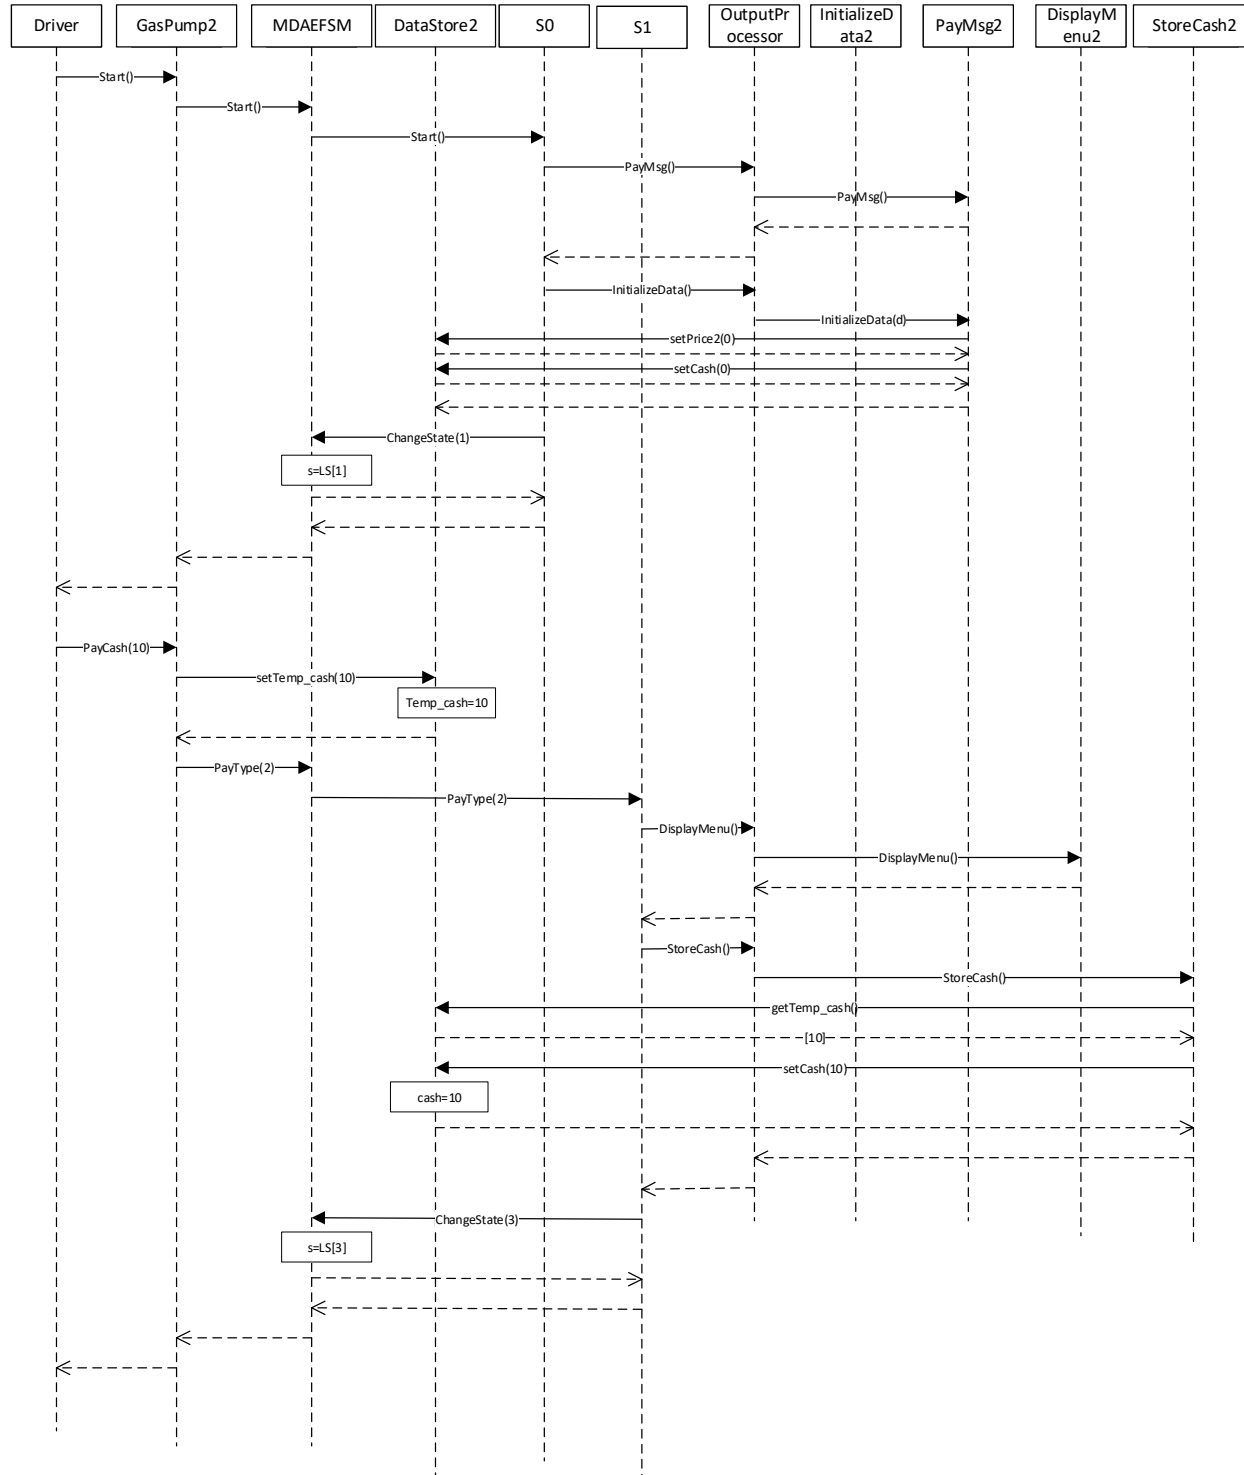 Driver
GasPump2
MDAEFSM
DataStore2
S0
S1
OutputPr
ocessor
InitializeD
ata2
PayMsg2
DisplayM
enu2
StoreCash2
Start()
Start()
Start()
PayMsg()
PayMsg()
InitializeData()
InitializeData(d)
setPrice2(0)
setCash(0)
ChangeState(1)
s=LS[1]
PayCash(10)
setTemp_cash(10)
Temp_cash=10
PayType(2)
PayType(2)
DisplayMenu()
DisplayMenu()
StoreCash()
StoreCash()
getTemp_cash()
[10]
setCash(10)
cash=10
ChangeState(3)
s=LS[3]